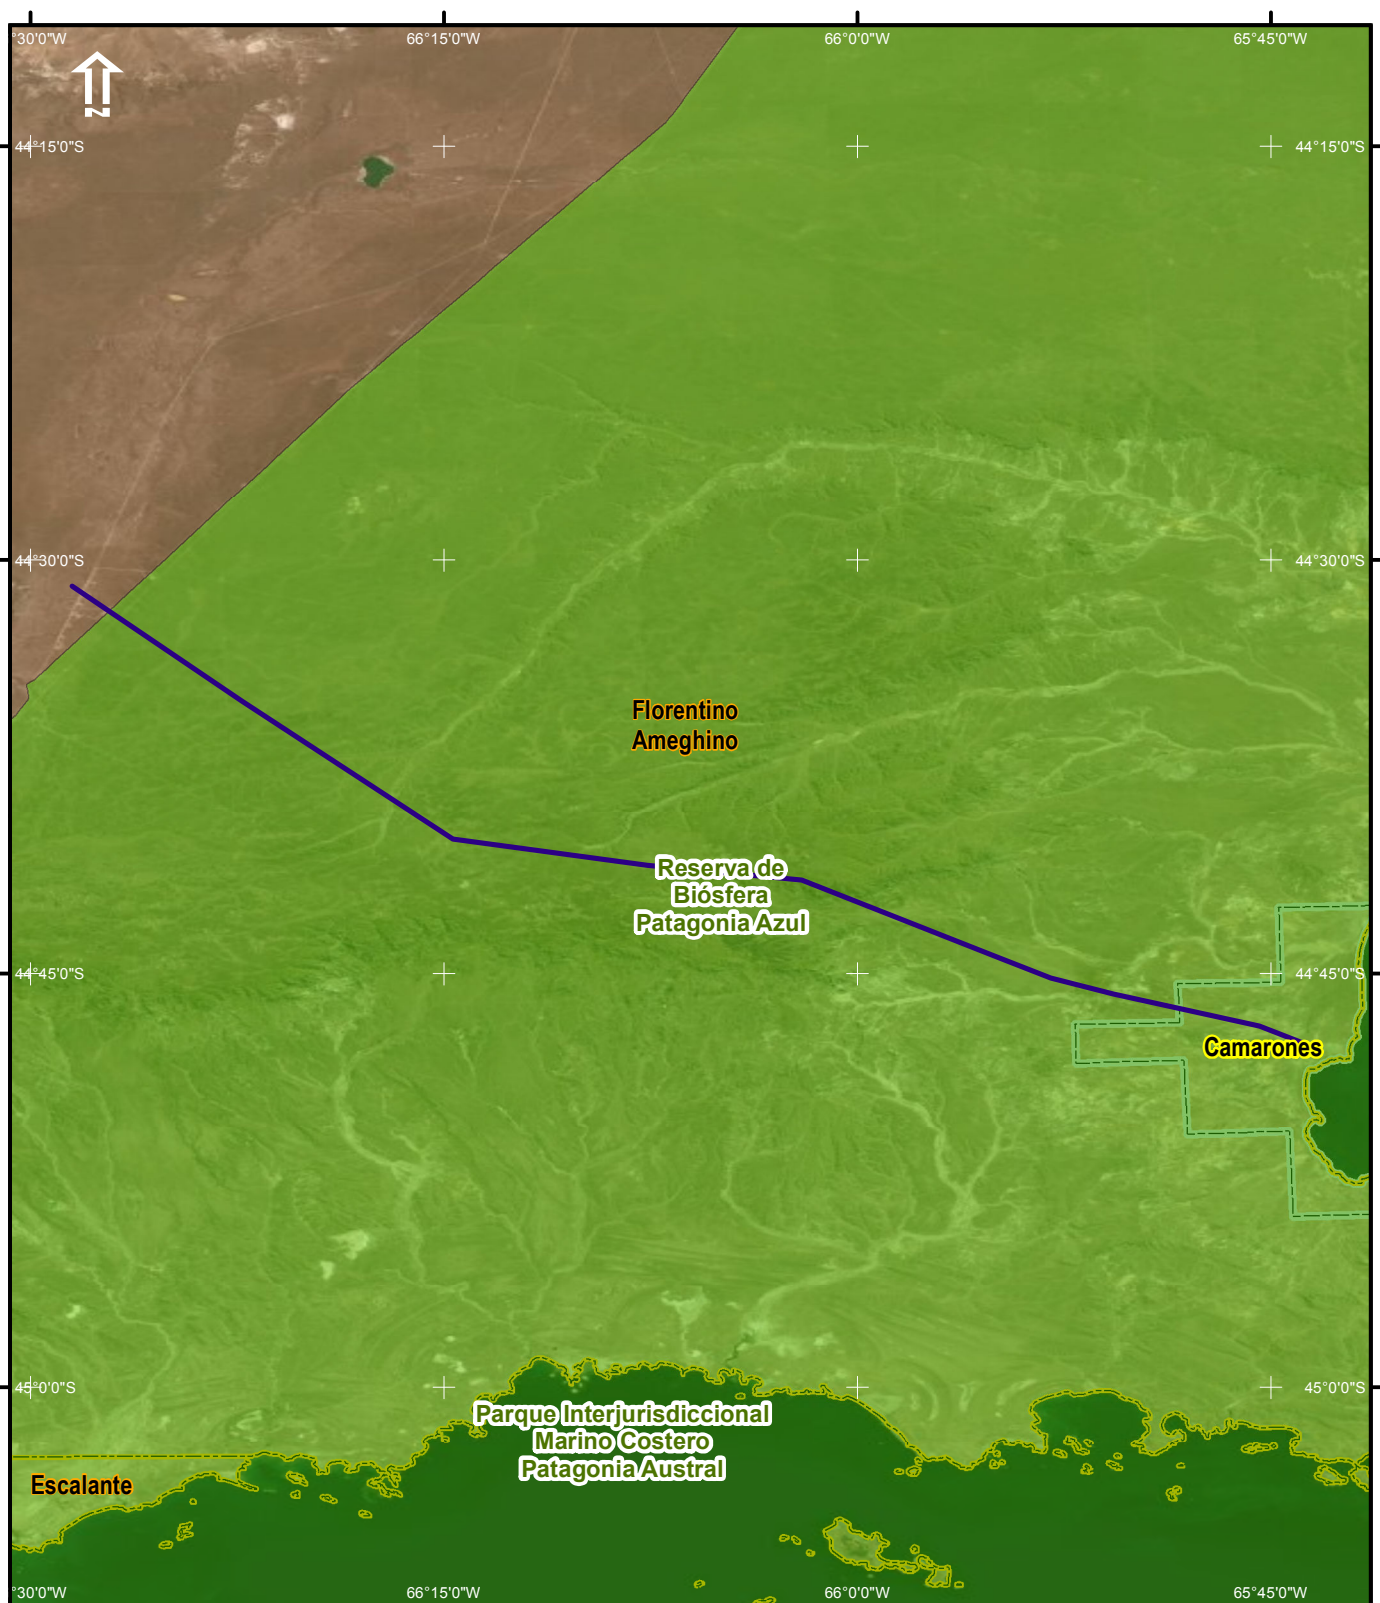 °30'0"W
66°15'0"W
66°0'0"W
65°45'0"W
N
44°15'0"S
44°15'0"S
44°30'0"S
44°30'0"S
Florentino
Ameghino
Reserva de
Biósfera
Patagonia Azul
44°45'0"S
44°45'0"S
Camarones
45°0'0"S
45°0'0"S
Parque Interjurisdiccional
Marino Costero
Patagonia Austral
Escalante
°30'0"W
66°15'0"W
66°0'0"W
65°45'0"W